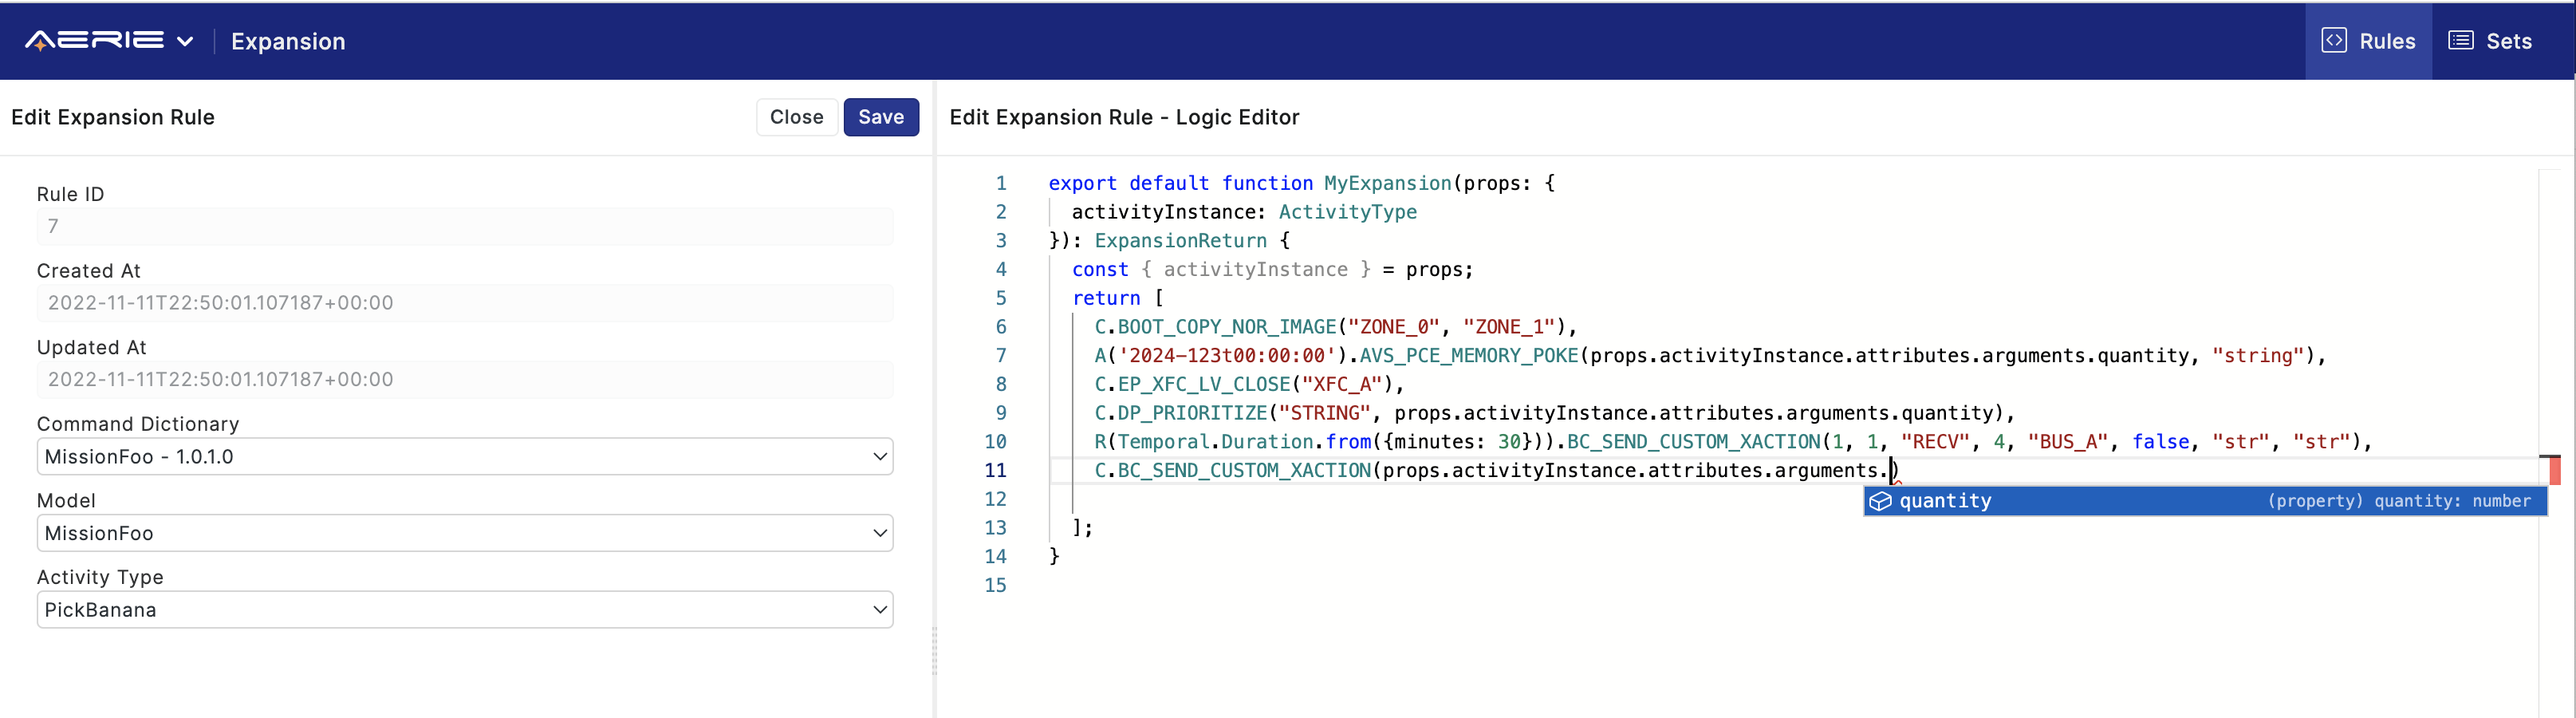 AERIE Expansion Rules Sets
Edit Expansion Rule Close Save
Rule ID
7
Created At
2022-11-11T22:50:01.107187+00:00
Updated At
2022-11-11T22:50:01.107187+00:00
Command Dictionary
MissionFoo - 1.0.1.0
Model
MissionFoo
Activity Type
PickBanana
Edit Expansion Rule - Logic Editor
1 export default function MyExpansion(props: {
2 activityInstance: ActivityType
3 }): ExpansionReturn {
4 const { activityInstance } = props;
5 return [
6 C.BOOT_COPY_NOR_IMAGE("ZONE_0", "ZONE_1"),
7 A('2024-123t00:00:00').AVS_PCE_MEMORY_POKE(props.activityInstance.attributes.arguments.quantity, "string"),
8 C.EP_XFC_LV_CLOSE("XFC_A"),
9 C.DP_PRIORITIZE("STRING", props.activityInstance.attributes.arguments.quantity),
10 R(Temporal.Duration.from({minutes: 30})).BC_SEND_CUSTOM_XACTION(1, 1, "RECV", 4, "BUS_A", false, "str", "str"),
11 C.BC_SEND_CUSTOM_XACTION(props.activityInstance.attributes.arguments.)
quantity (property) quantity: number
12
13 ];
14 }
15